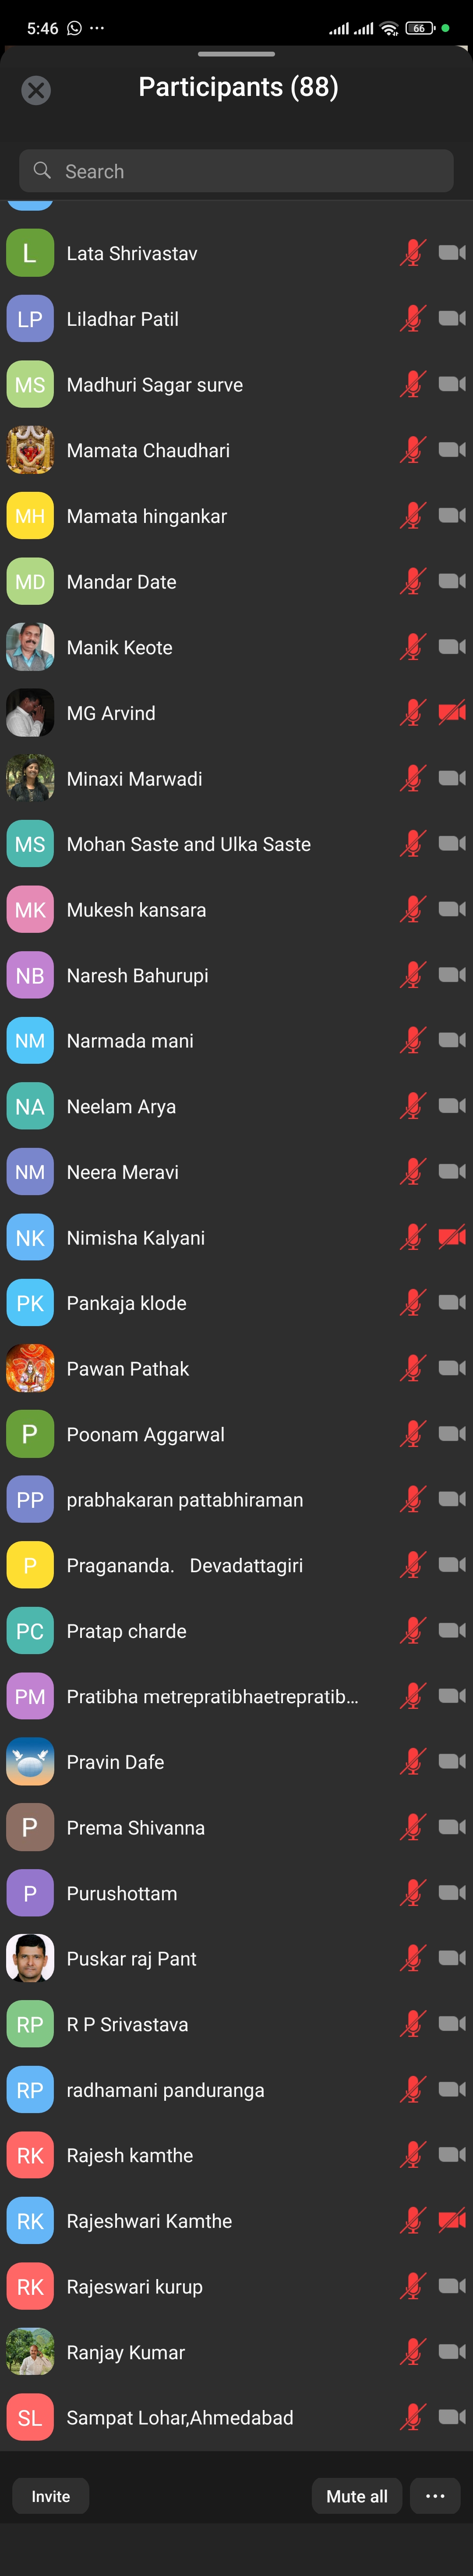 5:46
66
Participants (88)
Search
L Lata Shrivastav
LP Liladhar Patil
MS Madhuri Sagar surve
Mamata Chaudhari
MH Mamata hingankar
MD Mandar Date
Manik Keote
MG Arvind
Minaxi Marwadi
MS Mohan Saste and Ulka Saste
MK Mukesh kansara
NB Naresh Bahurupi
NM Narmada mani
NA Neelam Arya
NM Neera Meravi
NK Nimisha Kalyani
PK Pankaja klode
Pawan Pathak
P Poonam Aggarwal
PP prabhakaran pattabhiraman
P Pragananda.   Devadattagiri
PC Pratap charde
PM Pratibha metrepratibhaetrepratib...
Pravin Dafe
P Prema Shivanna
P Purushottam
Puskar raj Pant
RP R P Srivastava
RP radhamani panduranga
RK Rajesh kamthe
RK Rajeshwari Kamthe
RK Rajeswari kurup
Ranjay Kumar
SL Sampat Lohar,Ahmedabad
Invite Mute all ...